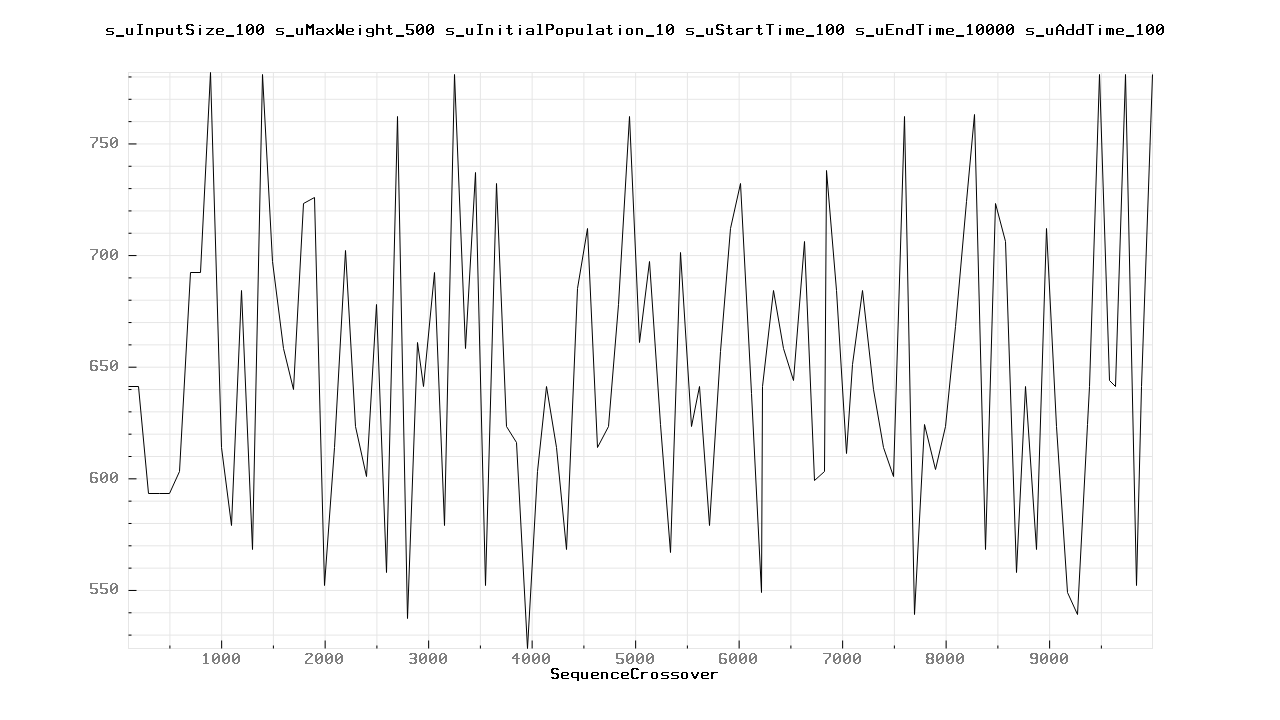 s_uInputSize_100 s_uMaxWeight_500 s_uInitialPopulation_10 s_uStartTime_100 s_uEndTime_10000 s_uAddTime_100
750
700
650
600
550
1000 2000 3000 4000 5000 6000 7000 8000 9000
SequenceCrossover